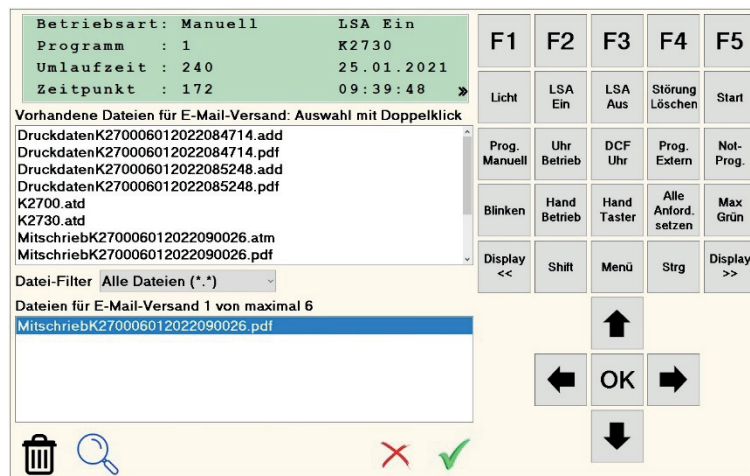 Betriebsart: Manuell LSA Ein
Programm : 1 K2730
Umlaufzeit : 240 25.01.2021
Zeitpunkt : 172 09:39:48 »
Vorhandene Dateien für E-Mail-Versand: Auswahl mit Doppelklick
DruckdatenK270006012022084714.add
DruckdatenK270006012022084714.pdf
DruckdatenK270006012022085248.add
DruckdatenK270006012022085248.pdf
K2700.atd
K2730.atd
MitschriebK270006012022090026.atm
MitschriebK270006012022090026.pdf
Datei-Filter Alle Dateien (*.*)
Dateien für E-Mail-Versand 1 von maximal 6
MitschriebK270006012022090026.pdf
F1 F2 F3 F4 F5
Licht
LSA
Ein
LSA
Aus
Störung
Löschen
Start
Prog.
Manuell
Uhr
Betrieb
DCF
Uhr
Prog.
Extern
Not-
Prog.
Blinken
Hand
Betrieb
Hand
Taster
Alle
Anford.
setzen
Max
Grün
Display
<<
Shift
Menü
Strg
Display
>>
OK